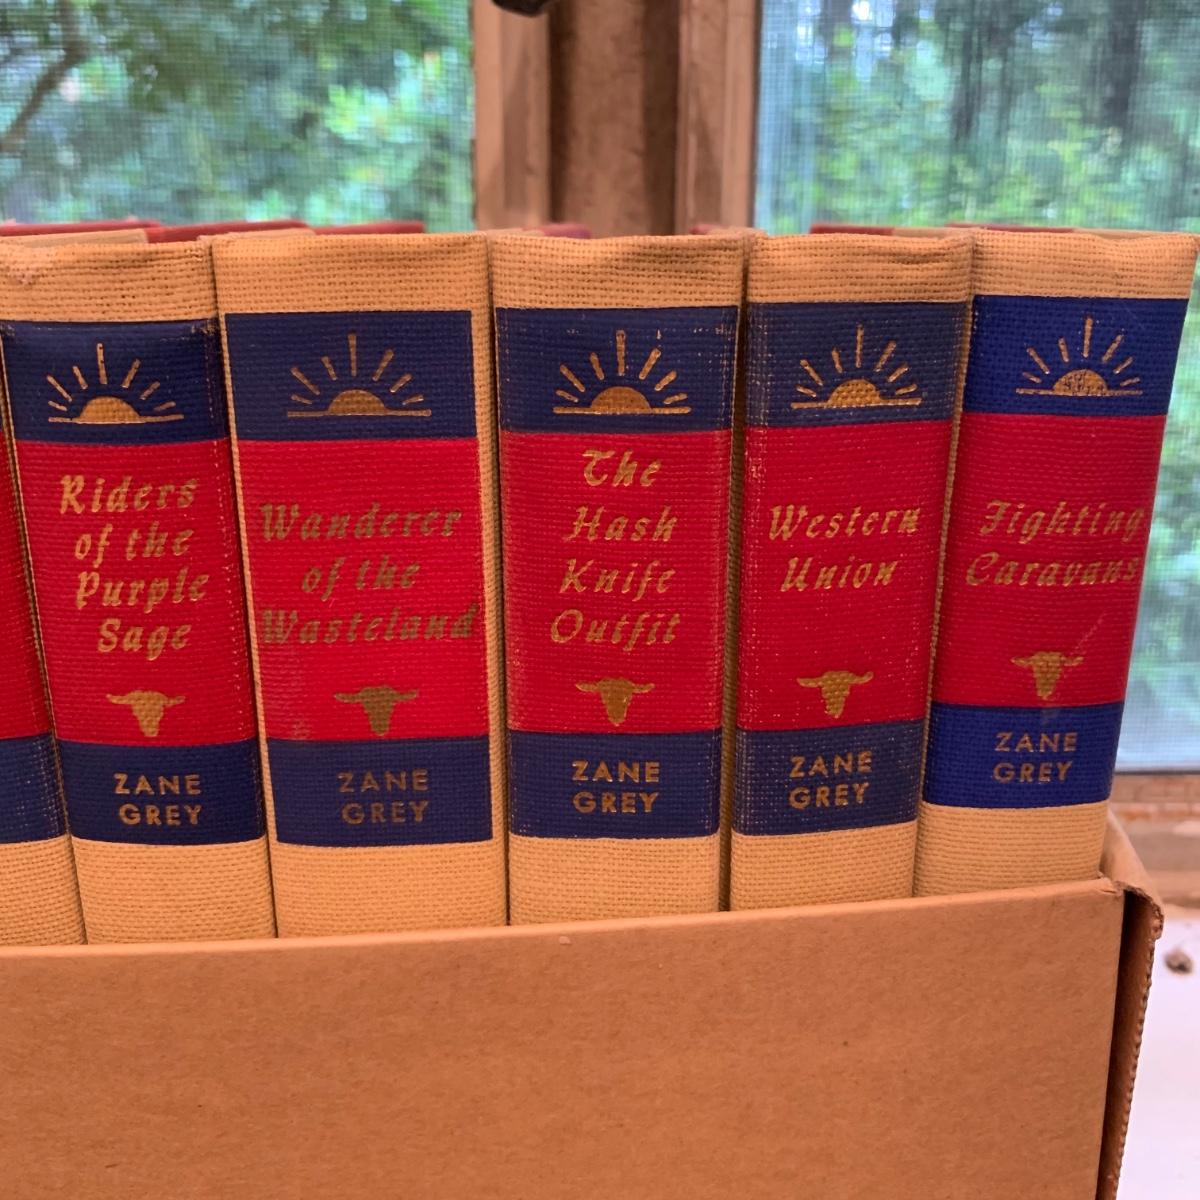 Riders
of the
Purple
Sage
ZANE
GREY
Wanderer
of the
Wasteland
ZANE
GREY
The
Hash
Knife
Outfit
ZANE
GREY
Western
Union
ZANE
GREY
Fighting
Caravans
ZANE
GREY